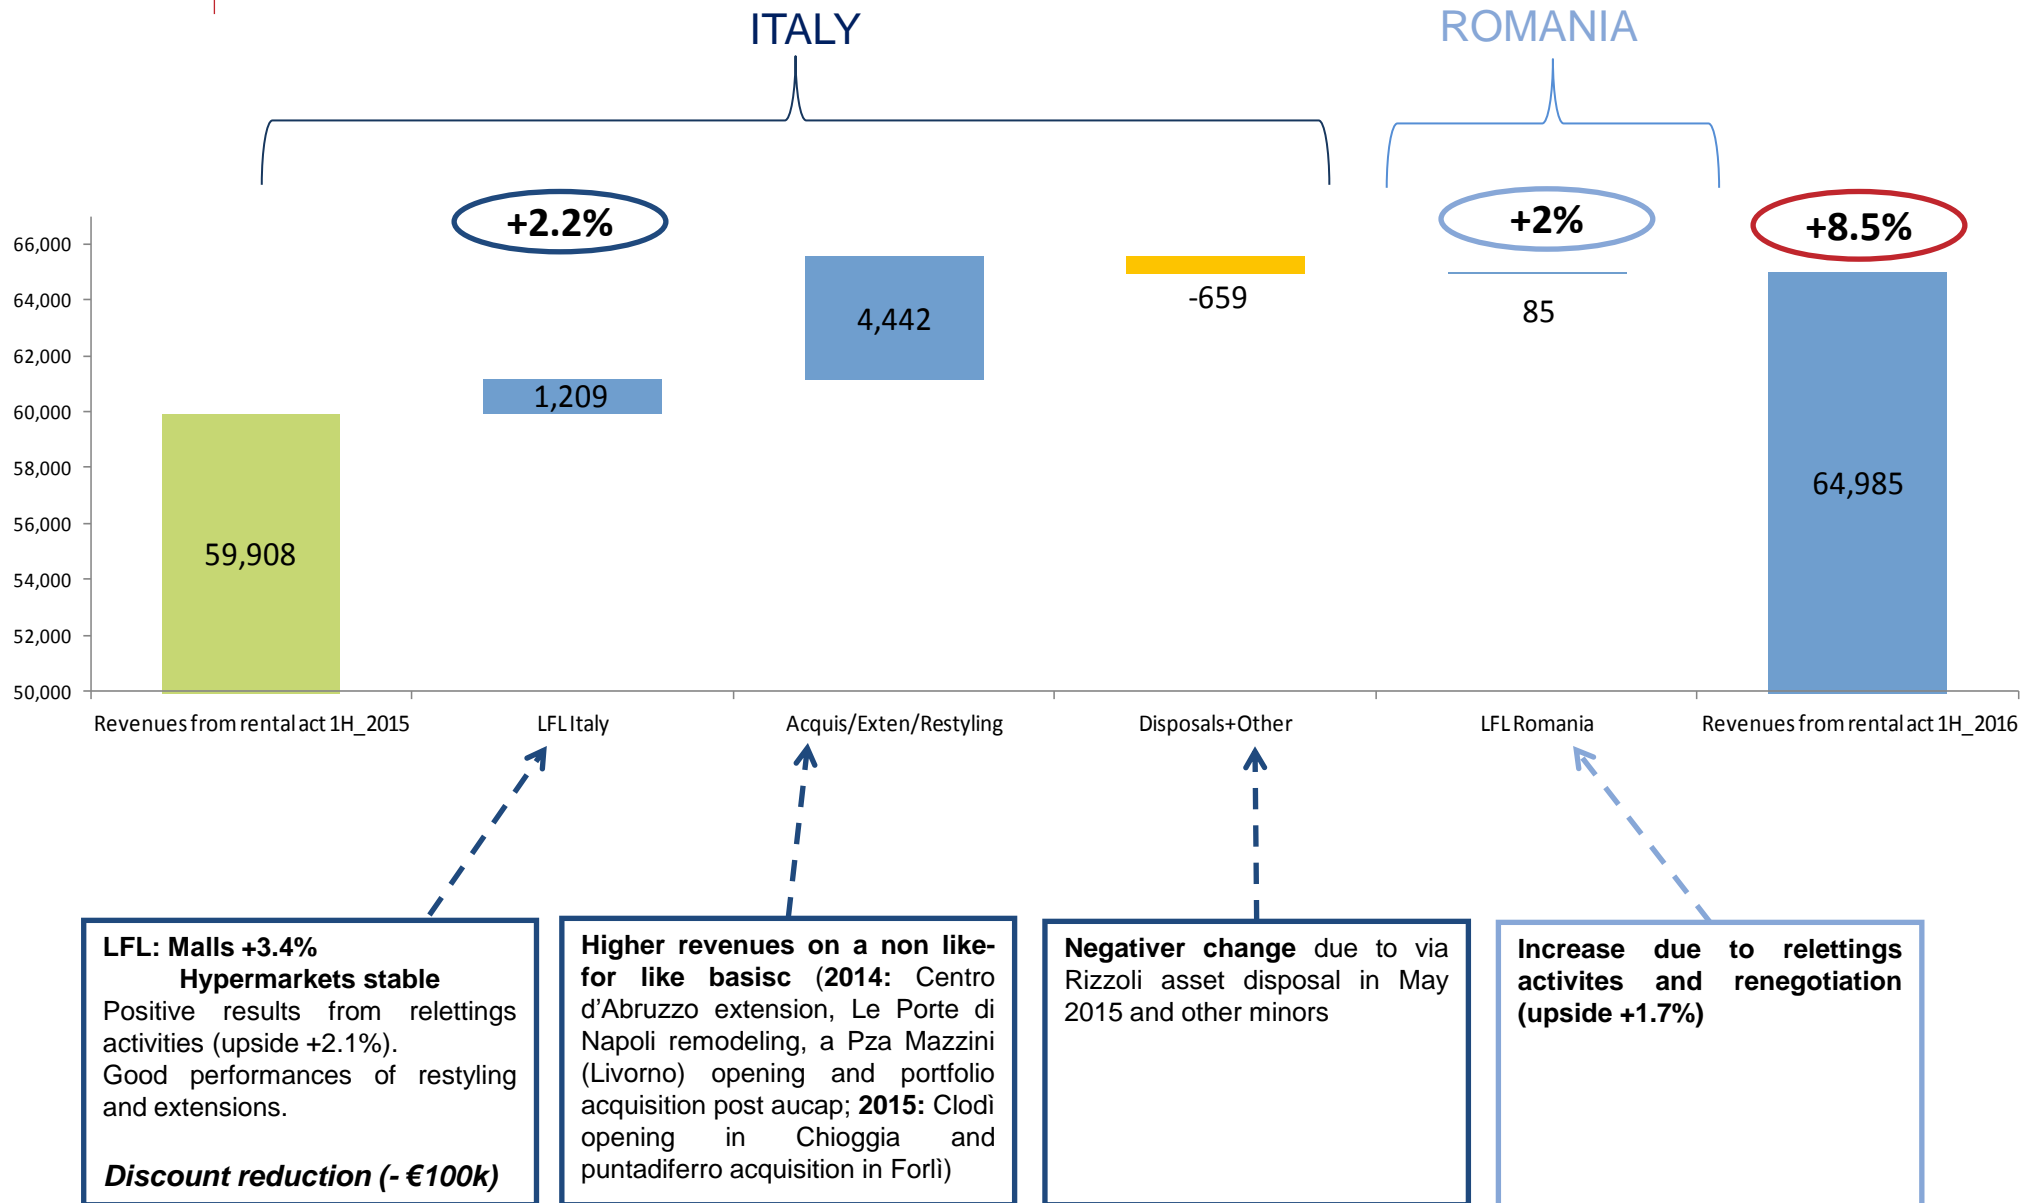 ITALY
ROMANIA
+2.2%
+2%
+8.5%
66,000
64,000
62,000
60,000
58,000
56,000
54,000
52,000
50,000
59,908
1,209
4,442
-659
85
64,985
Revenues from rental act 1H_2015
LFL Italy
Acquis/Exten/Restyling
Disposals+Other
LFL Romania
Revenues from rental act 1H_2016
LFL: Malls +3.4%
Hypermarkets stable
Positive results from relettings
activities (upside +2.1%).
Good performances of restyling
and extensions.
Discount reduction (- €100k)
Higher revenues on a non like-
for like basisc (2014: Centro
d’Abruzzo extension, Le Porte di
Napoli remodeling, a Pza Mazzini
(Livorno) opening and portfolio
acquisition post aucap; 2015: Clodì
opening in Chioggia and
puntadiferro acquisition in Forlì)
Negativer change due to via
Rizzoli asset disposal in May
2015 and other minors
Increase due to relettings
activites and renegotiation
(upside +1.7%)